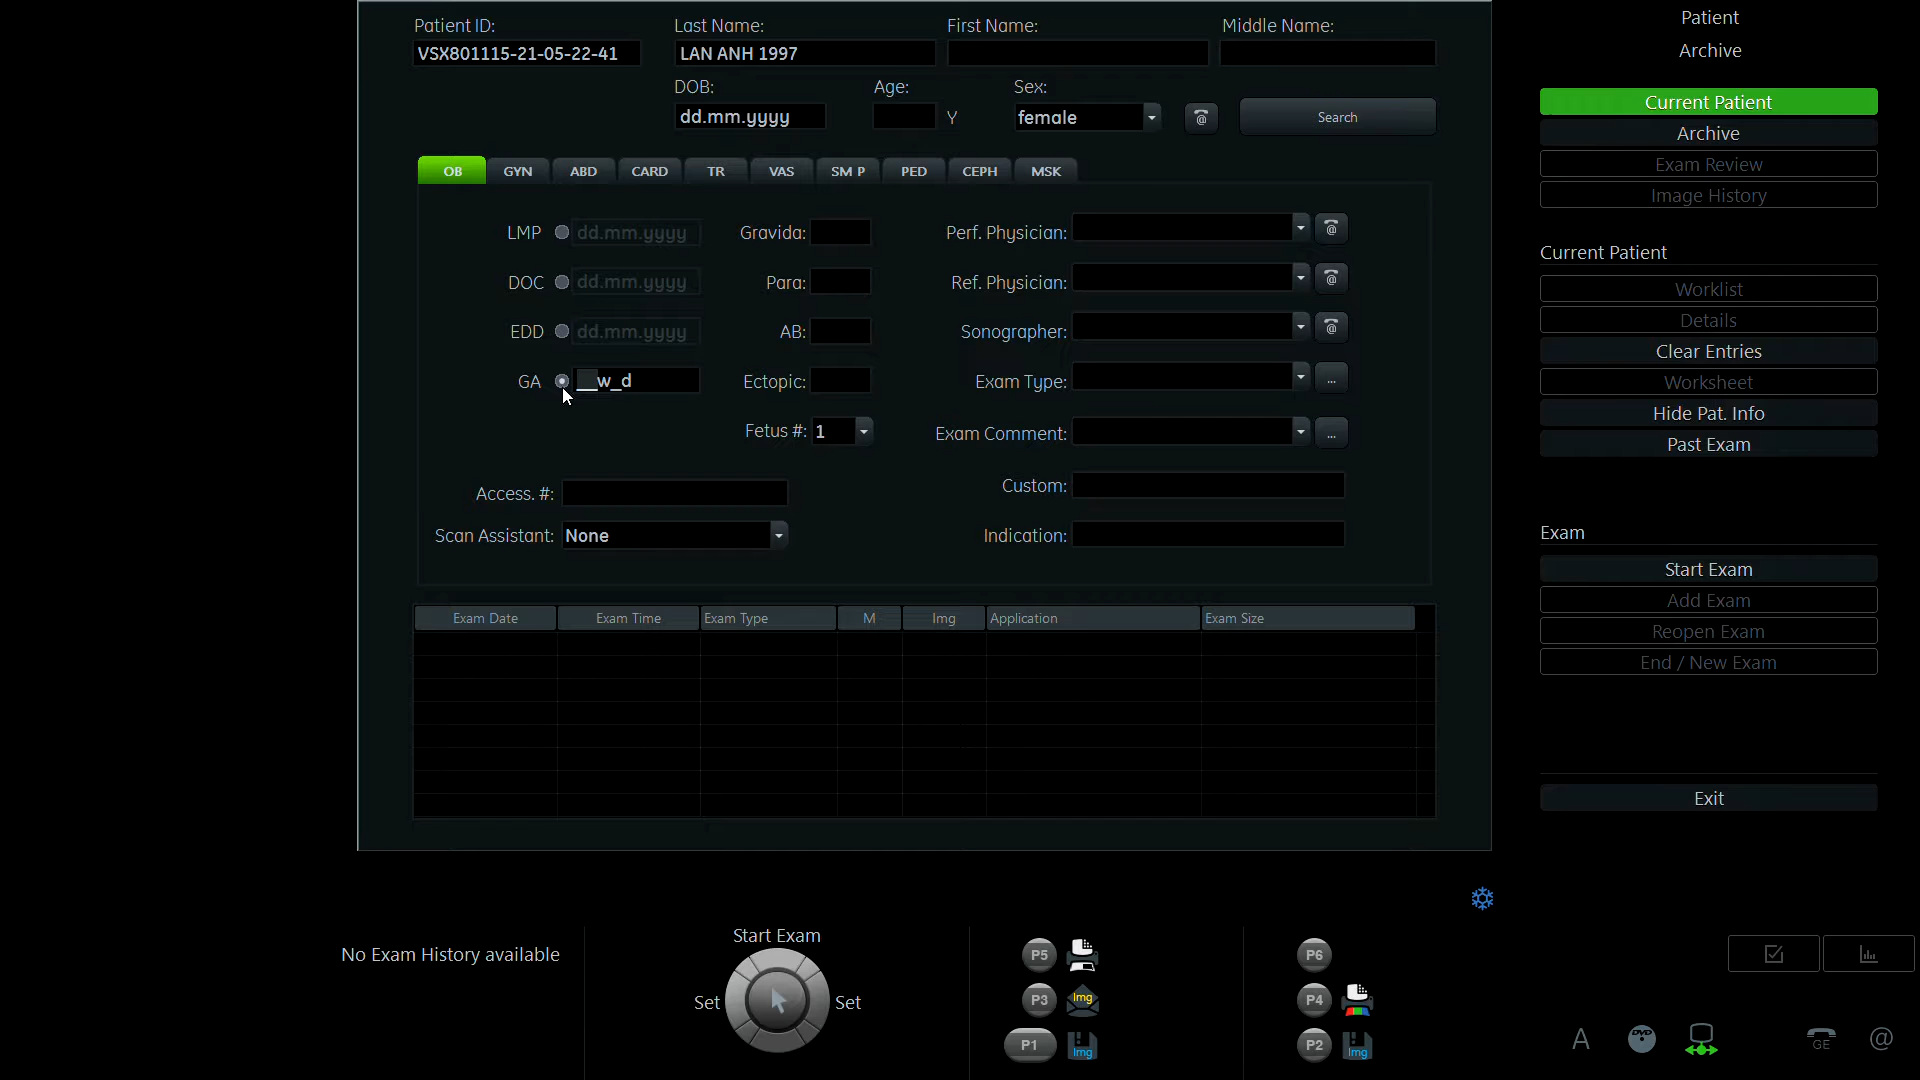 Patient ID: Last Name: First Name: Middle Name:
VSX801115-21-05-22-41 LAN ANH 1997
DOB: Age: Sex:
dd.mm.yyyy Y female @ Search
OB GYN ABD CARD TR VAS SM P PED CEPH MSK
LMP dd.mm.yyyy Gravida: Perf. Physician: @
DOC dd.mm.yyyy Para: Ref. Physician: @
EDD dd.mm.yyyy AB: Sonographer: @
GA __w_d Ectopic: Exam Type: ...
Fetus #: 1 Exam Comment: ...
Access. #: Custom:
Scan Assistant: None Indication:
Exam Date Exam Time Exam Type M Img Application Exam Size
Patient
Archive
Current Patient
Archive
Exam Review
Image History
Current Patient
Worklist
Details
Clear Entries
Worksheet
Hide Pat. Info
Past Exam
Exam
Start Exam
Add Exam
Reopen Exam
End / New Exam
Exit
No Exam History available
Start Exam
Set Set
P5
P3 Img
P1 Img
P6
P4
P2 Img
A DVD GE @